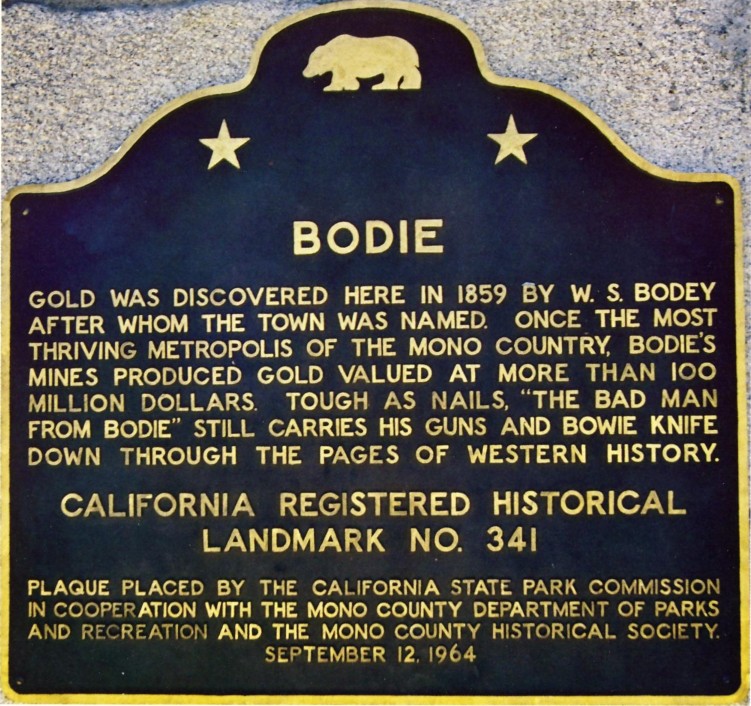 BODIE
GOLD WAS DISCOVERED HERE IN 1859 BY W. S. BODEY
AFTER WHOM THE TOWN WAS NAMED. ONCE THE MOST
THRIVING METROPOLIS OF THE MONO COUNTRY, BODIE'S
MINES PRODUCED GOLD VALUED AT MORE THAN 100
MILLION DOLLARS. TOUGH AS NAILS, "THE BAD MAN
FROM BODIE" STILL CARRIES HIS GUNS AND BOWIE KNIFE
DOWN THROUGH THE PAGES OF WESTERN HISTORY.
CALIFORNIA REGISTERED HISTORICAL
LANDMARK NO. 341
PLAQUE PLACED BY THE CALIFORNIA STATE PARK COMMISSION
IN COOPERATION WITH THE MONO COUNTY DEPARTMENT OF PARKS
AND RECREATION AND THE MONO COUNTY HISTORICAL SOCIETY.
SEPTEMBER 12, 1964